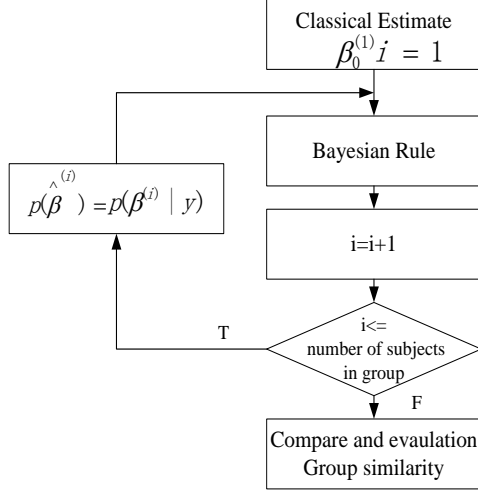 Classical Estimate
β₀⁽¹⁾ i = 1
Bayesian Rule
p(β̂⁽ⁱ⁾) = p(β⁽ⁱ⁾ | y)
i=i+1
i<=
number of subjects
in group
T
F
Compare and evaulation
Group similarity